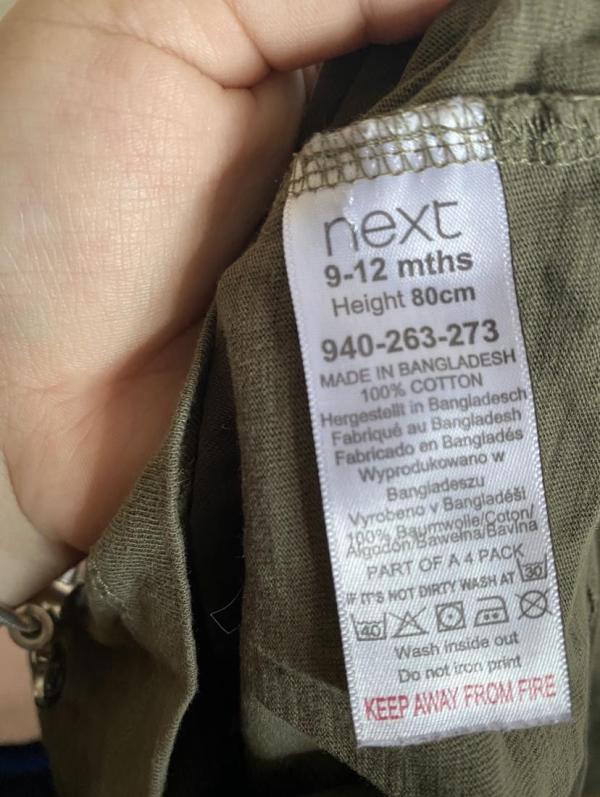 next
9-12 mths
Height 80cm
940-263-273
MADE IN BANGLADESH
100% COTTON
Hergestellt in Bangladesch
Fabriqué au Bangladesh
Fabricado en Bangladés
Wyprodukowano w
Bangladeszu
Vyrobeno v Bangladéši
100% Baumwolle/Coton/
Algodón/Bawełna/Bavlna
PART OF A 4 PACK
IF IT'S NOT DIRTY WASH AT 30
40
Wash inside out
Do not iron print
KEEP AWAY FROM FIRE